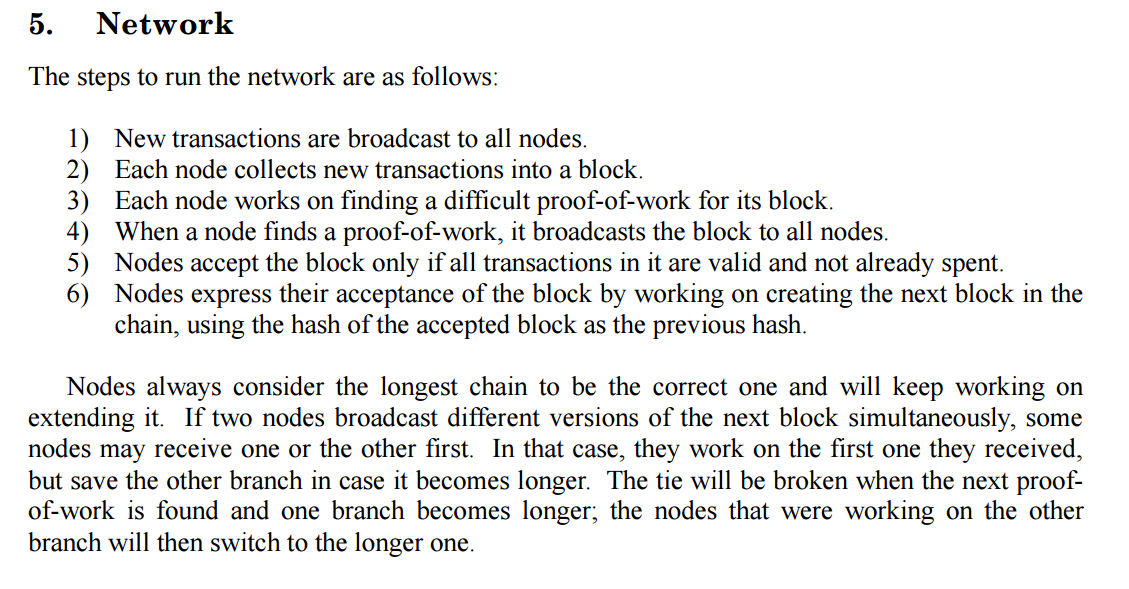 5. Network
The steps to run the network are as follows:
1) New transactions are broadcast to all nodes.
2) Each node collects new transactions into a block.
3) Each node works on finding a difficult proof-of-work for its block.
4) When a node finds a proof-of-work, it broadcasts the block to all nodes.
5) Nodes accept the block only if all transactions in it are valid and not already spent.
6) Nodes express their acceptance of the block by working on creating the next block in the
chain, using the hash of the accepted block as the previous hash.
Nodes always consider the longest chain to be the correct one and will keep working on
extending it. If two nodes broadcast different versions of the next block simultaneously, some
nodes may receive one or the other first. In that case, they work on the first one they received,
but save the other branch in case it becomes longer. The tie will be broken when the next proof-
of-work is found and one branch becomes longer; the nodes that were working on the other
branch will then switch to the longer one.